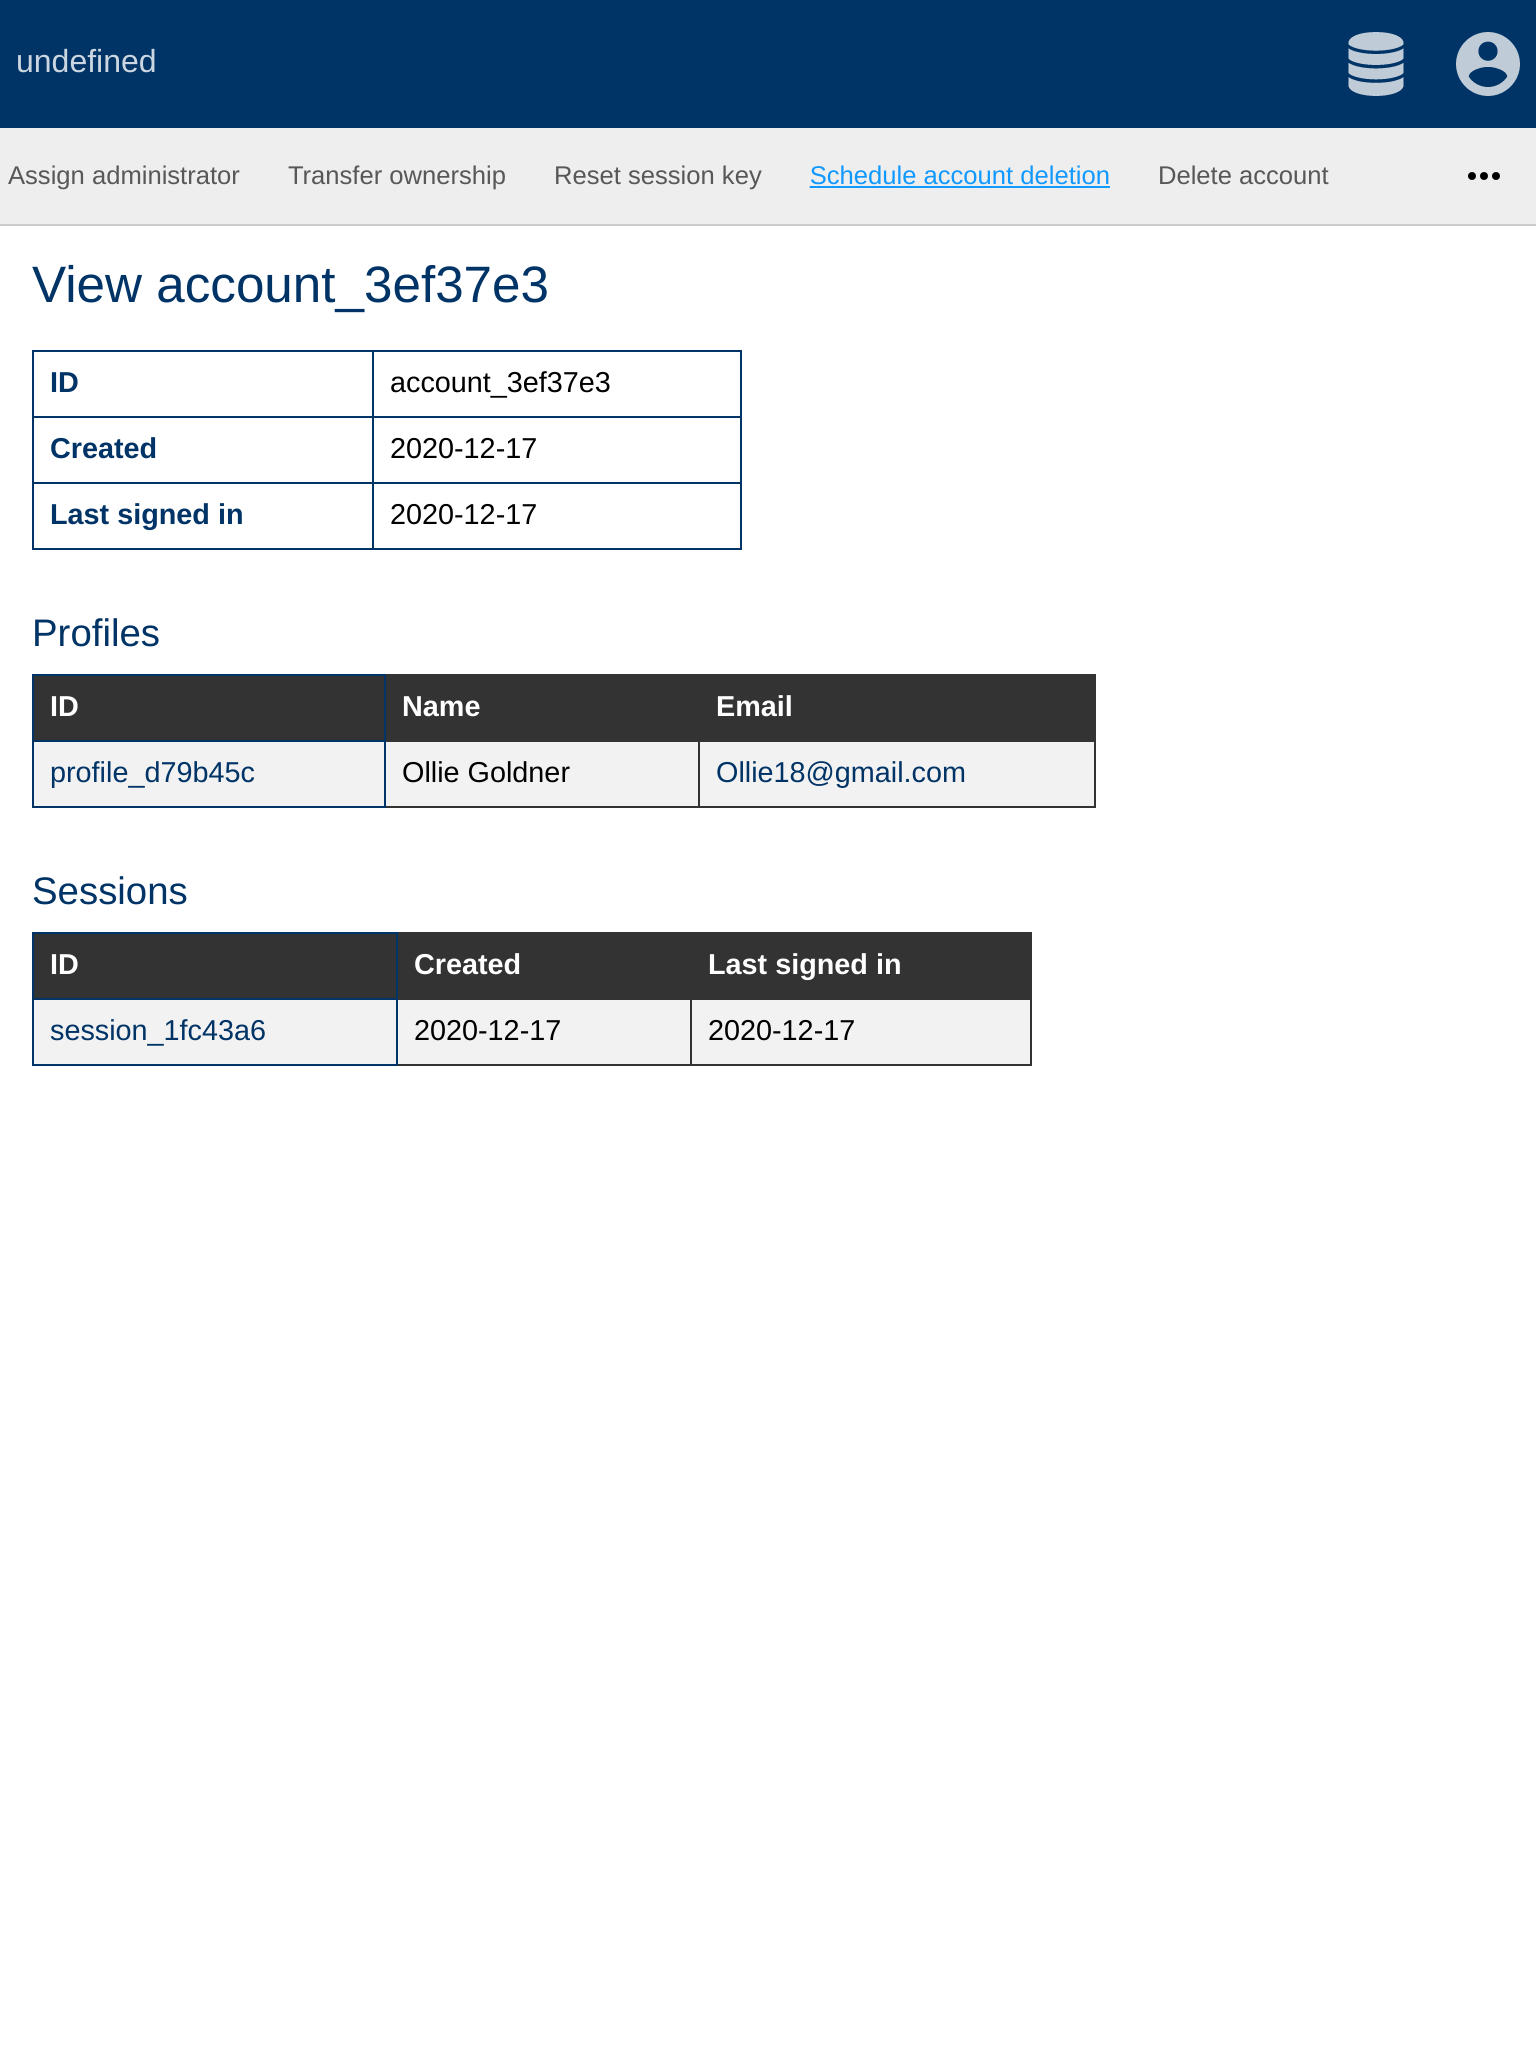 undefined
Assign administrator Transfer ownership Reset session key Schedule account deletion Delete account
View account_3ef37e3
ID account_3ef37e3
Created 2020-12-17
Last signed in 2020-12-17
Profiles
ID Name Email
profile_d79b45c Ollie Goldner Ollie18@gmail.com
Sessions
ID Created Last signed in
session_1fc43a6 2020-12-17 2020-12-17